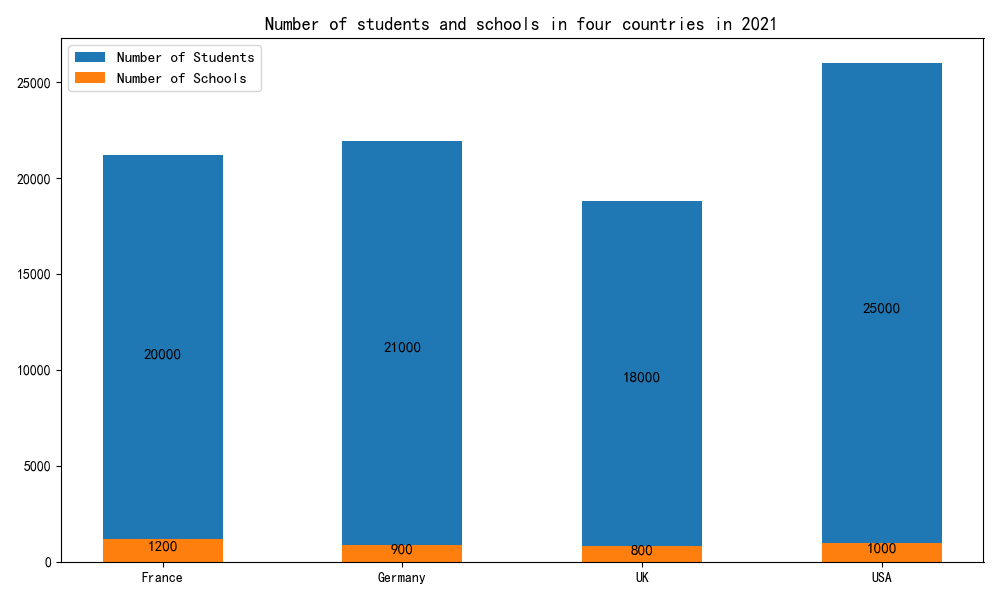 Number of students and schools in four countries in 2021
Number of Students
Number of Schools
25000
20000
15000
10000
5000
0
20000
21000
18000
25000
1200
900
800
1000
France
Germany
UK
USA